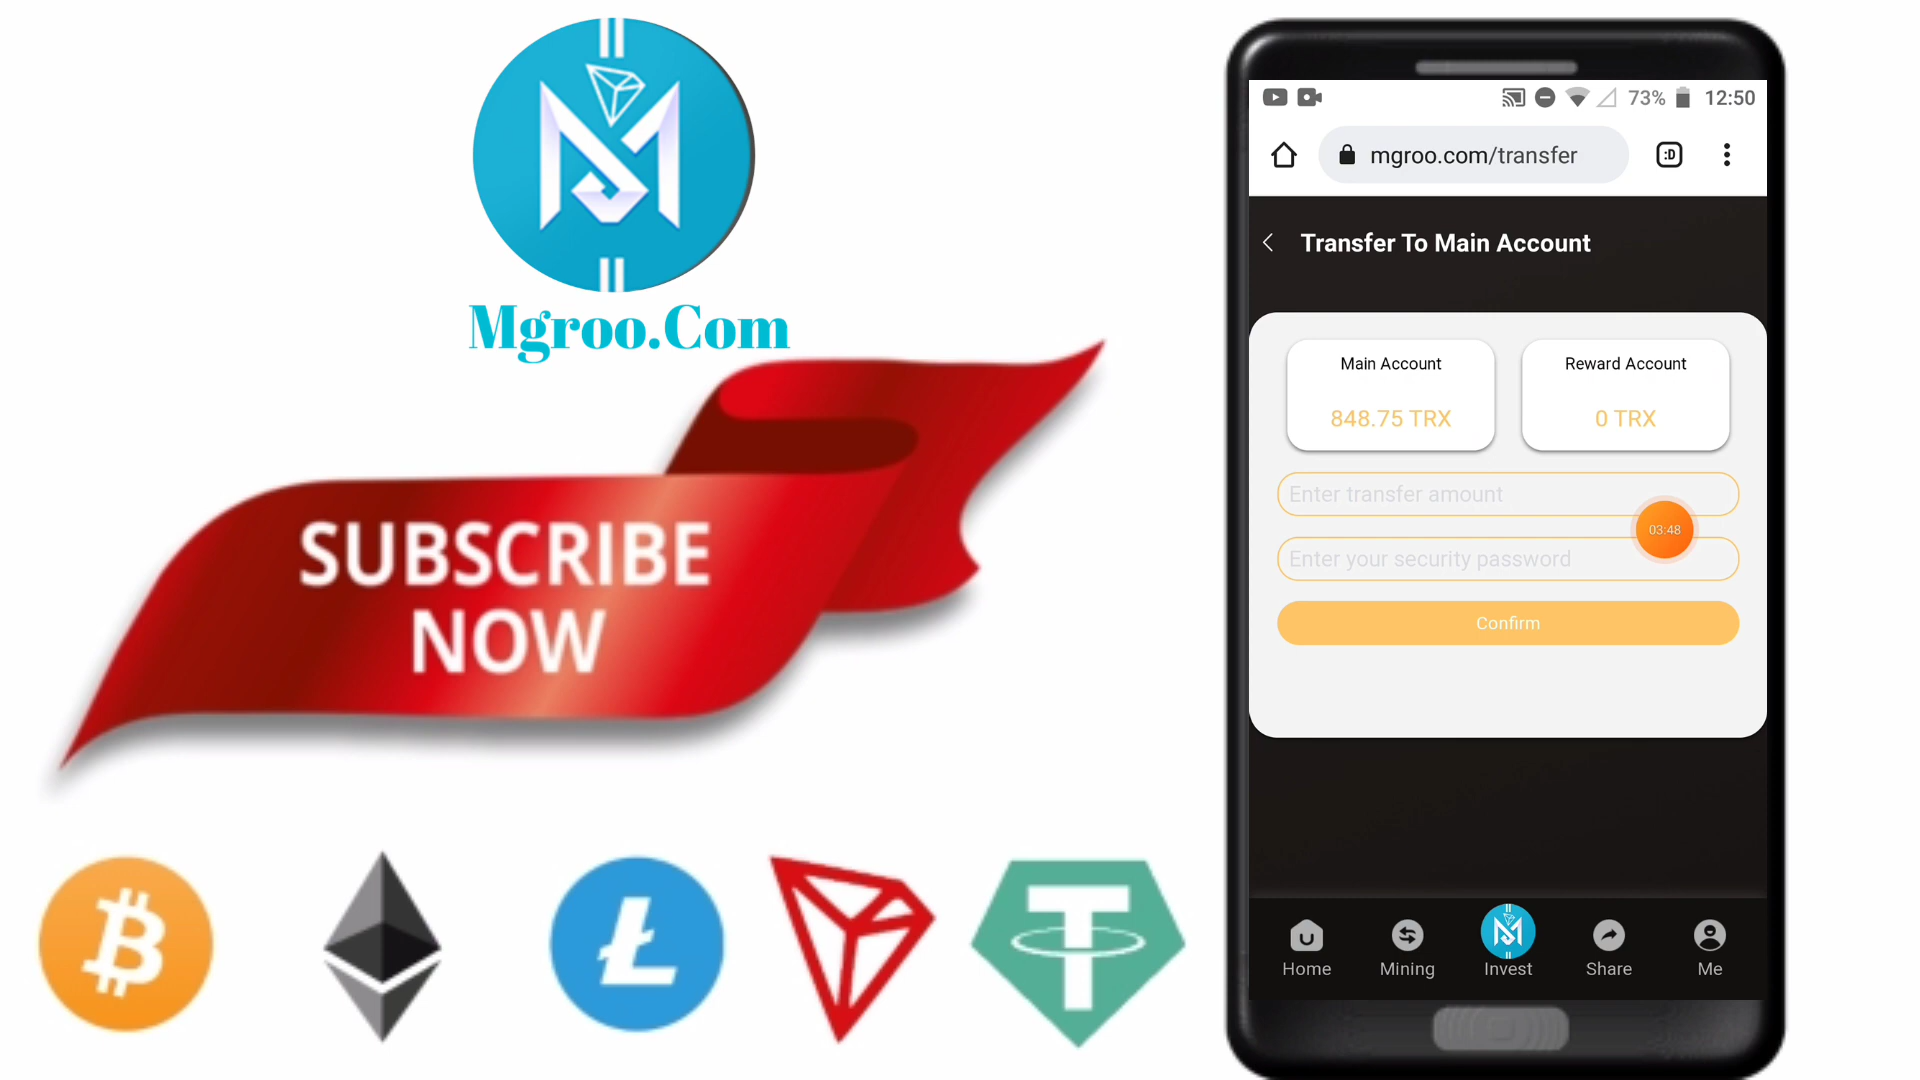 Mgroo.Com
SUBSCRIBE
NOW
73% 12:50
mgroo.com/transfer
:D
Transfer To Main Account
Main Account
Reward Account
848.75 TRX
0 TRX
Enter transfer amount
03:48
Enter your security password
Confirm
Home
Mining
Invest
Share
Me